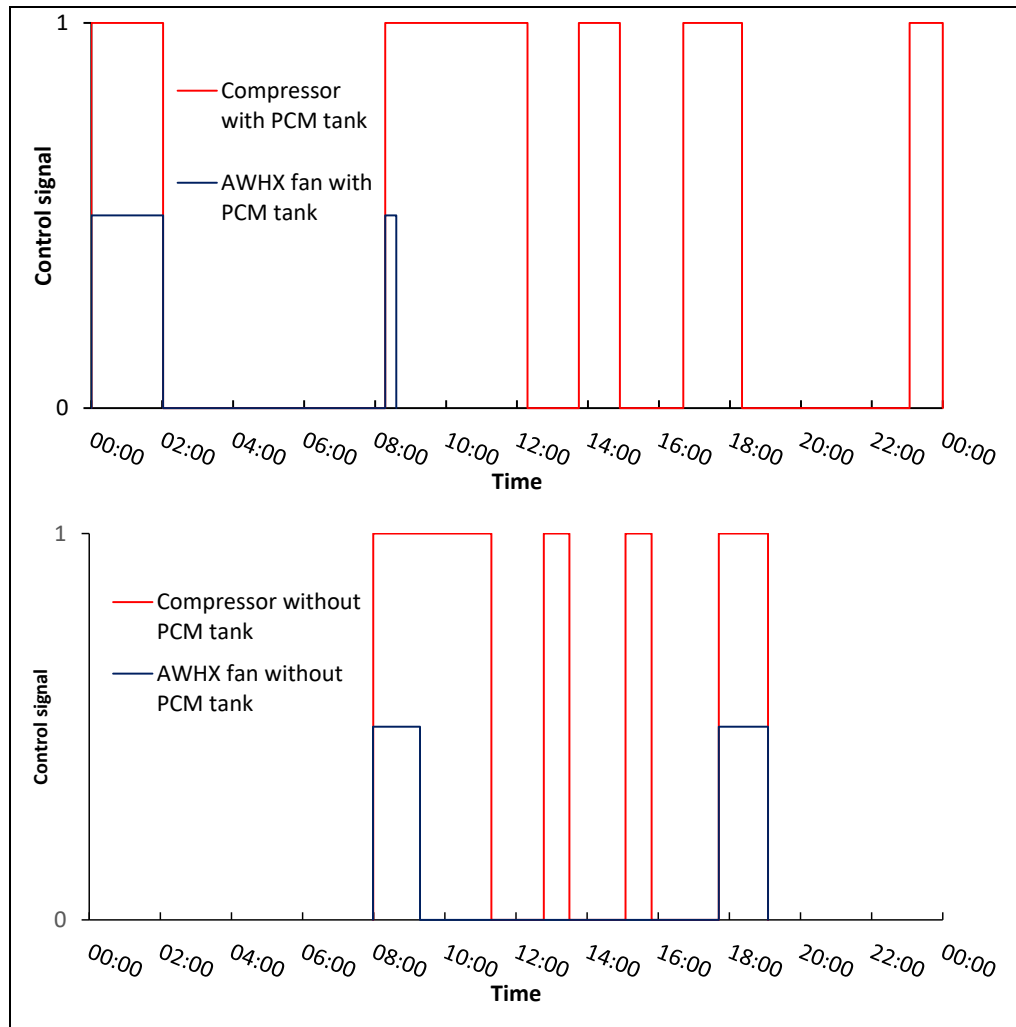 1
Compressor
with PCM tank
AWHX fan with
PCM tank
Control signal
0
00:00 02:00 04:00 06:00 08:00 10:00 12:00 14:00 16:00 18:00 20:00 22:00 00:00
Time
1
Compressor without
PCM tank
AWHX fan without
PCM tank
Control signal
0
00:00 02:00 04:00 06:00 08:00 10:00 12:00 14:00 16:00 18:00 20:00 22:00 00:00
Time